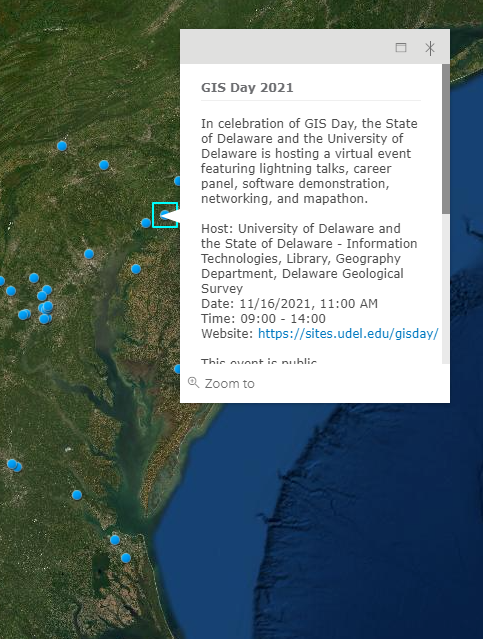 GIS Day 2021
In celebration of GIS Day, the State
of Delaware and the University of
Delaware is hosting a virtual event
featuring lightning talks, career
panel, software demonstration,
networking, and mapathon.
Host: University of Delaware and
the State of Delaware - Information
Technologies, Library, Geography
Department, Delaware Geological
Survey
Date: 11/16/2021, 11:00 AM
Time: 09:00 - 14:00
Website: https://sites.udel.edu/gisday/
This event is public
Zoom to